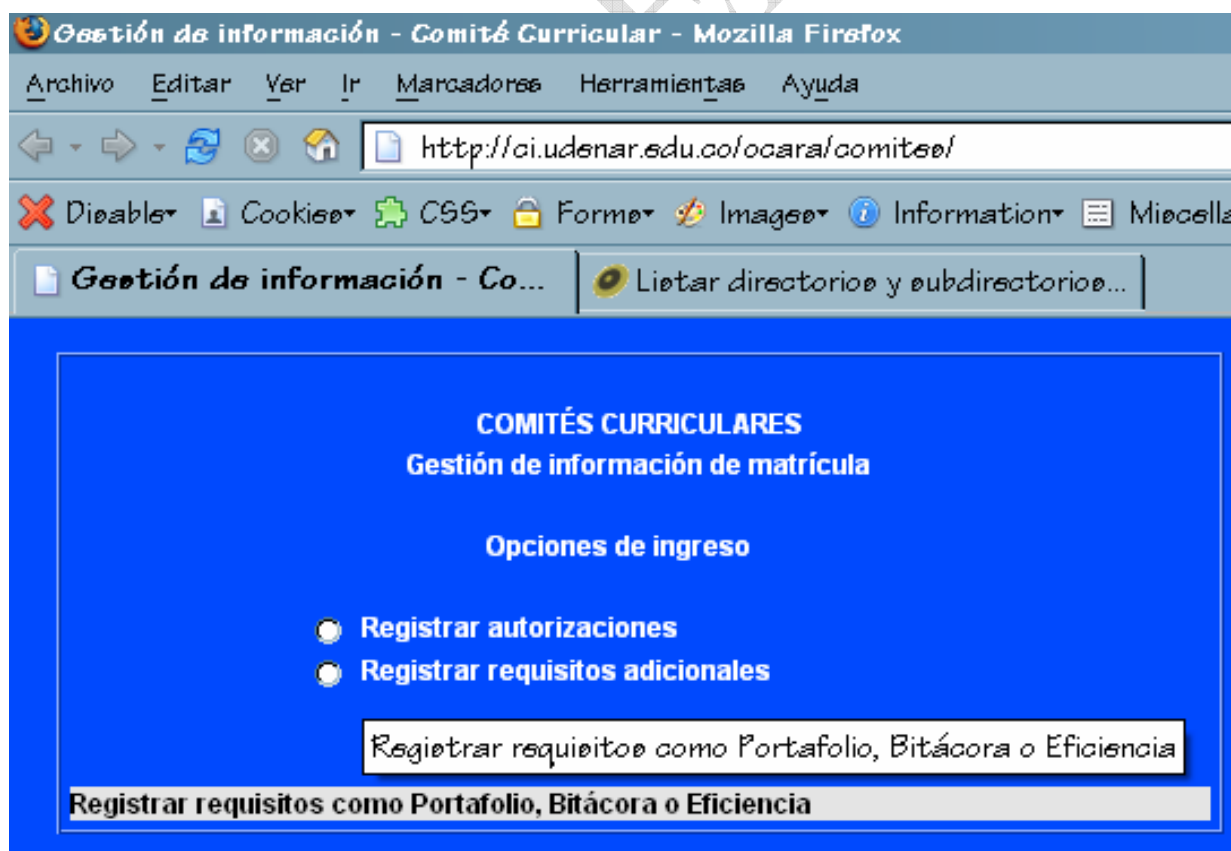 Gestión de información - Comité Curricular - Mozilla Firefox
Archivo Editar Ver Ir Marcadores Herramientas Ayuda
http://ci.udenar.edu.co/ocara/comites/
Disable Cookies CSS Forms Images Information Miscella
Gestión de información - Co... Listar directorios y subdirectorios...
COMITÉS CURRICULARES
Gestión de información de matrícula
Opciones de ingreso
Registrar autorizaciones
Registrar requisitos adicionales
Registrar requisitos como Portafolio, Bitácora o Eficiencia
Registrar requisitos como Portafolio, Bitácora o Eficiencia